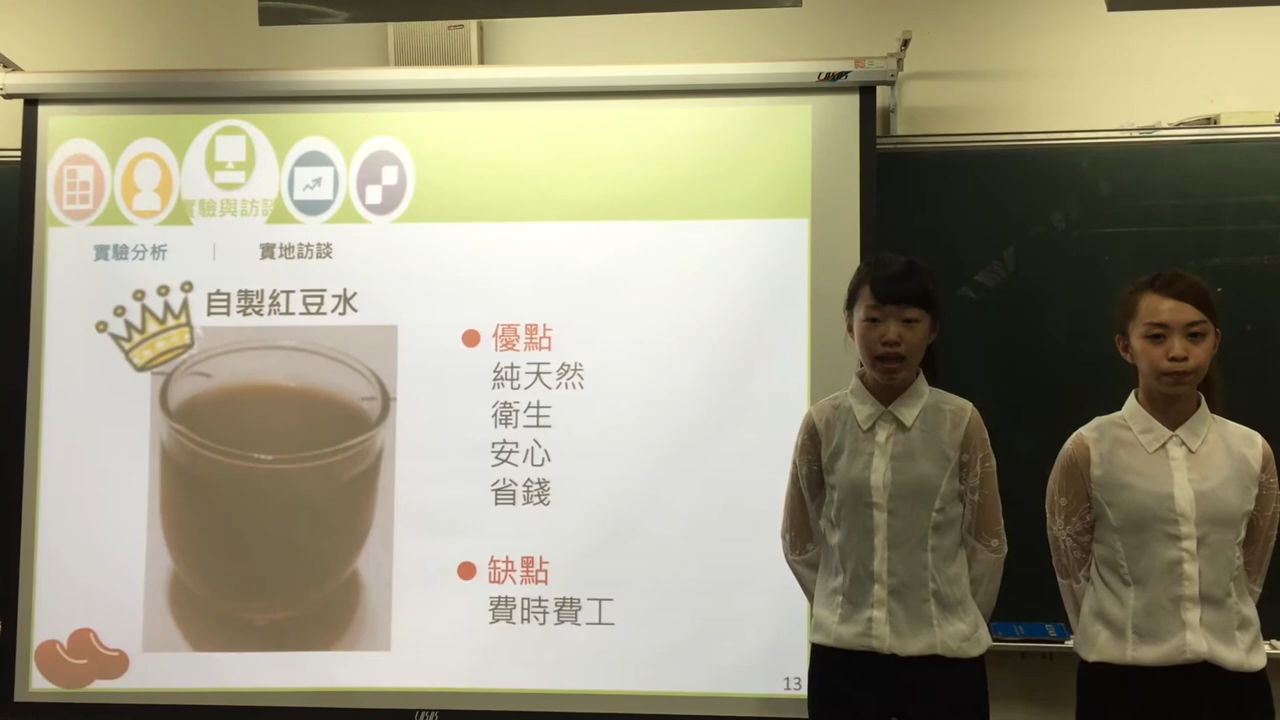 實驗與訪談
實驗分析 | 實地訪談
自製紅豆水
優點
純天然
衛生
安心
省錢
缺點
費時費工
13